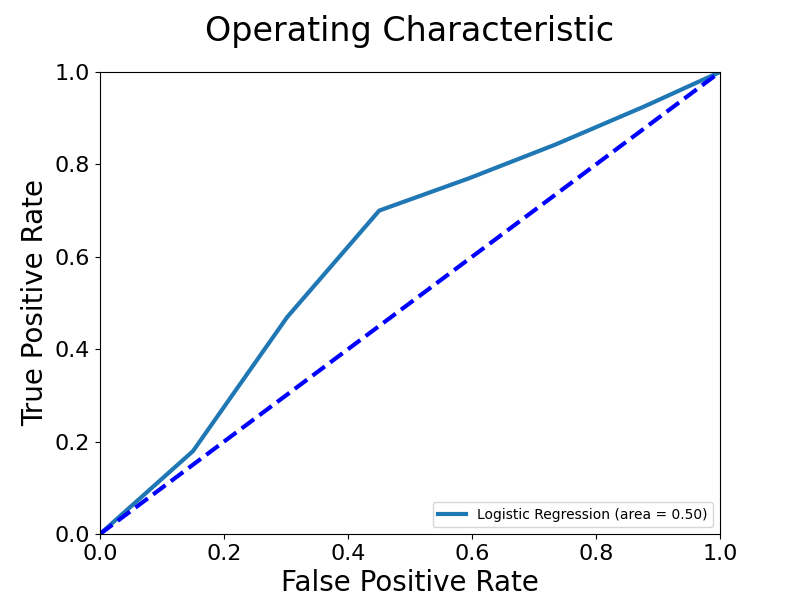 Operating Characteristic
1.0
0.8
0.6
0.4
0.2
0.0
True Positive Rate
Logistic Regression (area = 0.50)
0.0 0.2 0.4 0.6 0.8 1.0
False Positive Rate